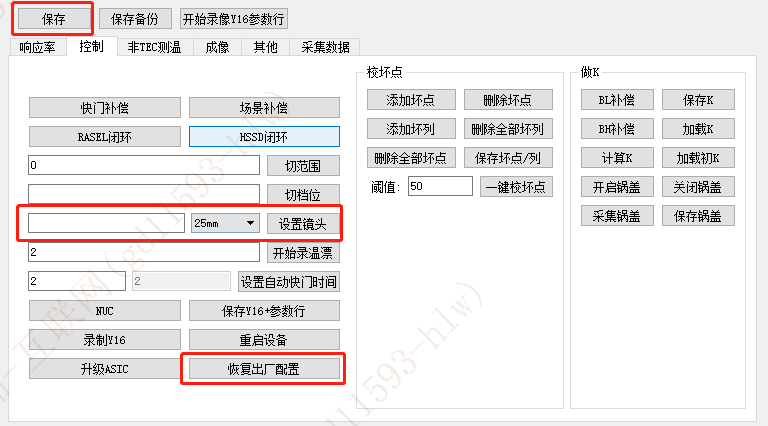 保存 保存备份 开始录像Y16参数行
响应率 控制 非TEC测温 成像 其他 采集数据
快门补偿 场景补偿
RASEL闭环 HSSD闭环
0 切范围
切档位
25mm 设置镜头
2 开始录温漂
2 2 设置自动快门时间
NUC 保存Y16+参数行
录制Y16 重启设备
升级ASIC 恢复出厂配置
校坏点
添加坏点 删除坏点
添加坏列 删除全部坏列
删除全部坏点 保存坏点/列
阈值: 50 一键校坏点
做K
BL补偿 保存K
BH补偿 加载K
计算K 加载初K
开启锅盖 关闭锅盖
采集锅盖 保存锅盖
互联网(gd11593-hlw)
gd11593-hlw)